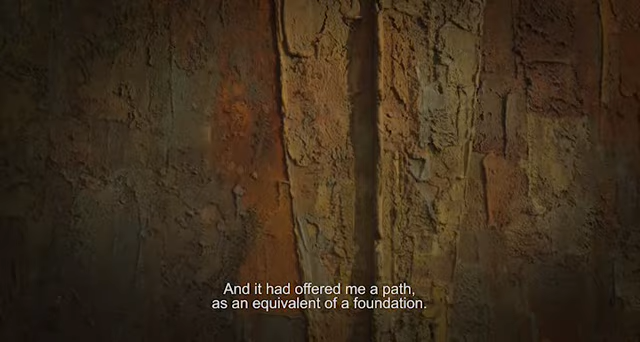 And it had offered me a path,
as an equivalent of a foundation.